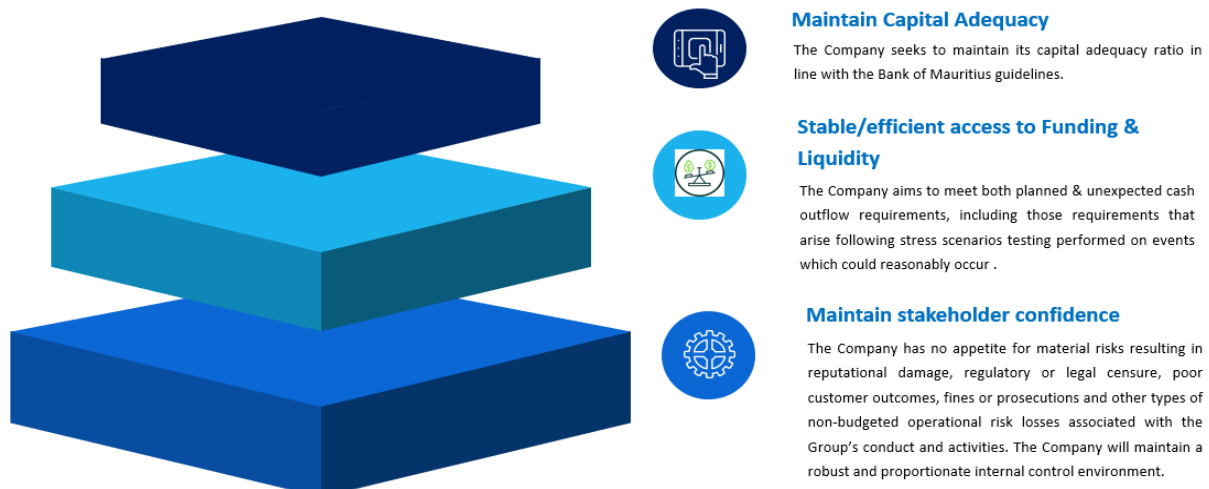 Maintain Capital Adequacy
The Company seeks to maintain its capital adequacy ratio in
line with the Bank of Mauritius guidelines.
Stable/efficient access to Funding &
Liquidity
The Company aims to meet both planned & unexpected cash
outflow requirements, including those requirements that
arise following stress scenarios testing performed on events
which could reasonably occur .
Maintain stakeholder confidence
The Company has no appetite for material risks resulting in
reputational damage, regulatory or legal censure, poor
customer outcomes, fines or prosecutions and other types of
non-budgeted operational risk losses associated with the
Group’s conduct and activities. The Company will maintain a
robust and proportionate internal control environment.